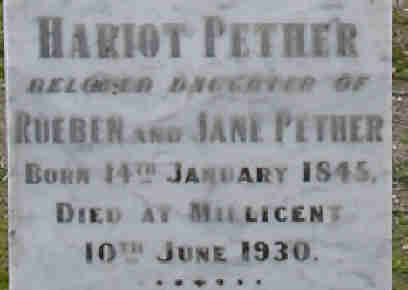 HARIOT PETHER
BELOVED DAUGHTER OF
RUEBEN AND JANE PETHER
BORN 14TH JANUARY 1845.
DIED AT MILLICENT
10TH JUNE 1930.